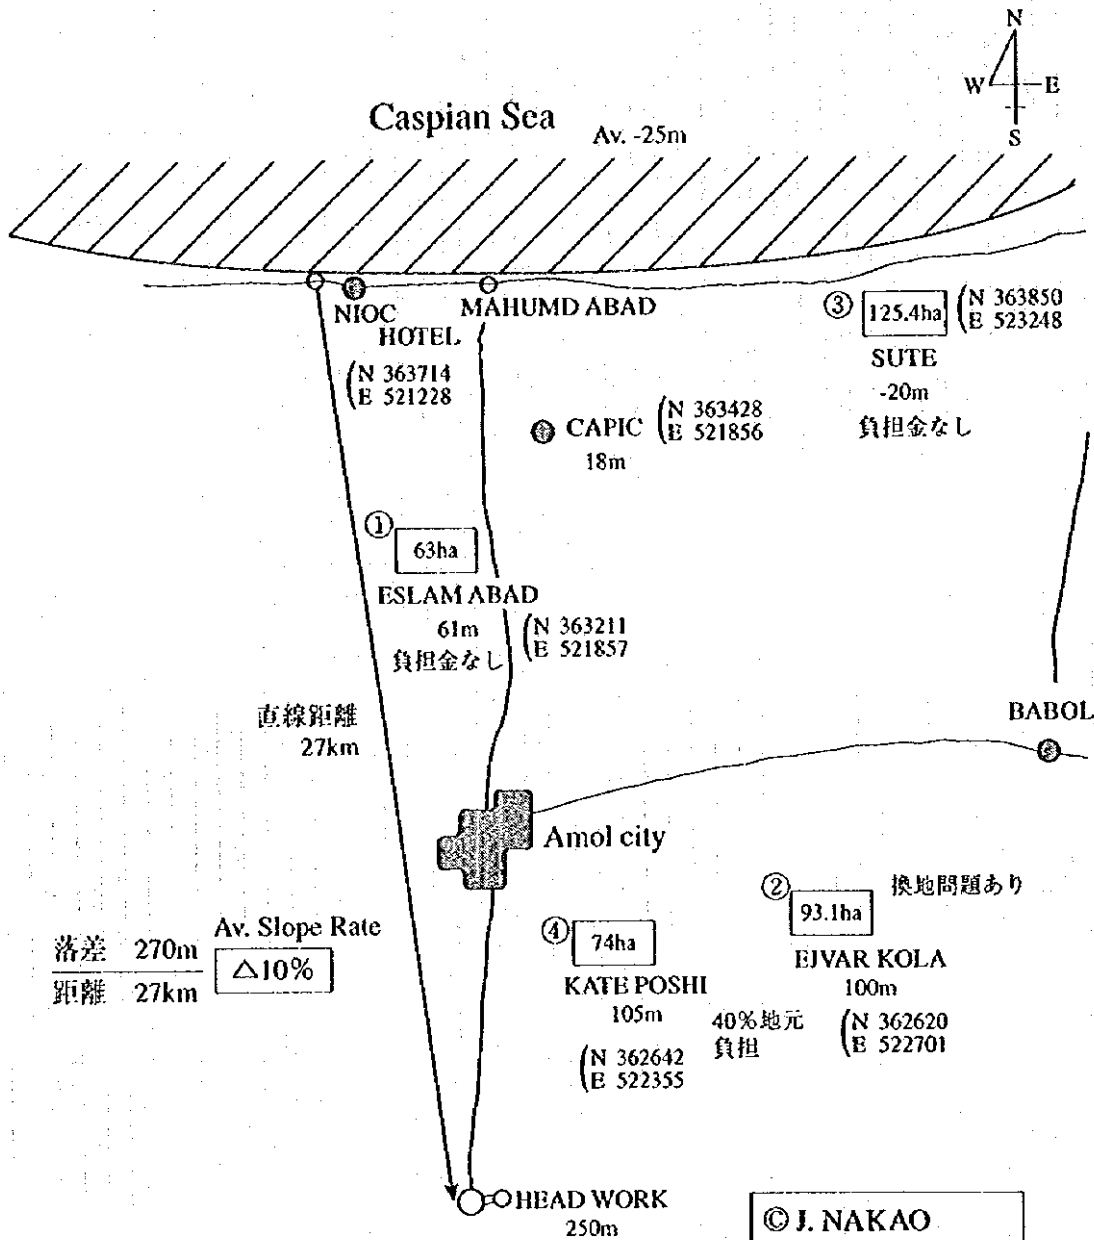 N
W E
S
Caspian Sea
Av. -25m
NIOC
HOTEL
(N 363714
E 521228
MAHUMD ABAD
③ 125.4ha (N 363850
E 523248
SUTE
-20m
負担金なし
CAPIC (N 363428
E 521856
18m
① 63ha
ESLAM ABAD
61m
負担金なし
(N 363211
E 521857
直線距離
27km
BABOL
Amol city
② 93.1ha
換地問題あり
EJVAR KOLA
100m
(N 362620
E 522701
④ 74ha
KATE POSHI
105m
40%地元
負担
(N 362642
E 522355
落差 270m
距離 27km
Av. Slope Rate
△10%
HEAD WORK
250m
© J. NAKAO